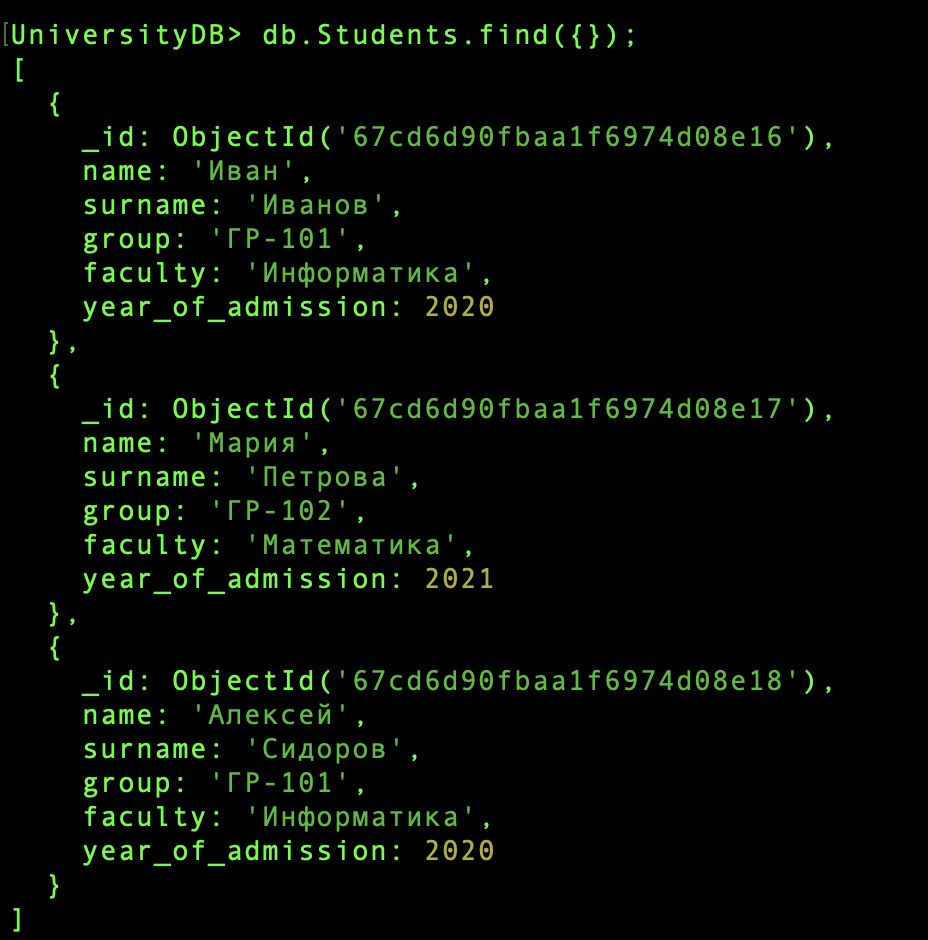 [UniversityDB> db.Students.find({});
[
  {
    _id: ObjectId('67cd6d90fbaa1f6974d08e16'),
    name: 'Иван',
    surname: 'Иванов',
    group: 'ГР-101',
    faculty: 'Информатика',
    year_of_admission: 2020
  },
  {
    _id: ObjectId('67cd6d90fbaa1f6974d08e17'),
    name: 'Мария',
    surname: 'Петрова',
    group: 'ГР-102',
    faculty: 'Математика',
    year_of_admission: 2021
  },
  {
    _id: ObjectId('67cd6d90fbaa1f6974d08e18'),
    name: 'Алексей',
    surname: 'Сидоров',
    group: 'ГР-101',
    faculty: 'Информатика',
    year_of_admission: 2020
  }
]